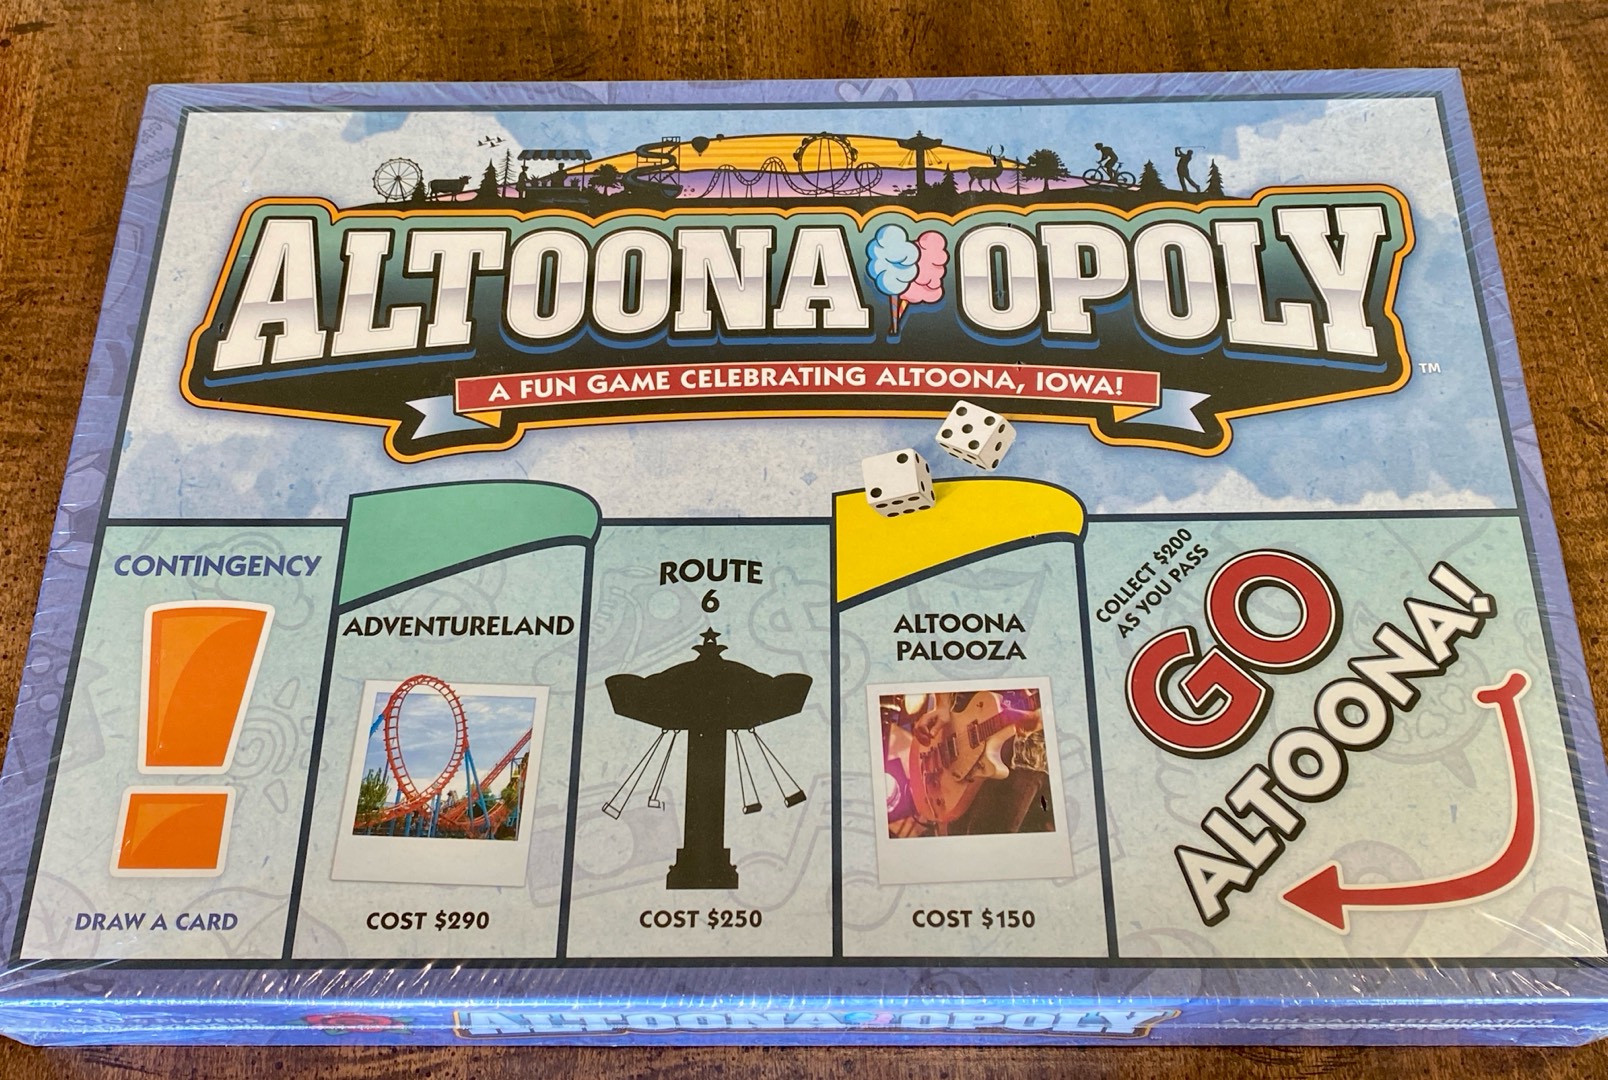 ALTOONA OPOLY
TM
A FUN GAME CELEBRATING ALTOONA, IOWA!
CONTINGENCY
!
DRAW A CARD
ADVENTURELAND
COST $290
ROUTE
6
COST $250
ALTOONA
PALOOZA
COST $150
COLLECT $200
AS YOU PASS
GO
ALTOONA!
ALTOONA OPOLY